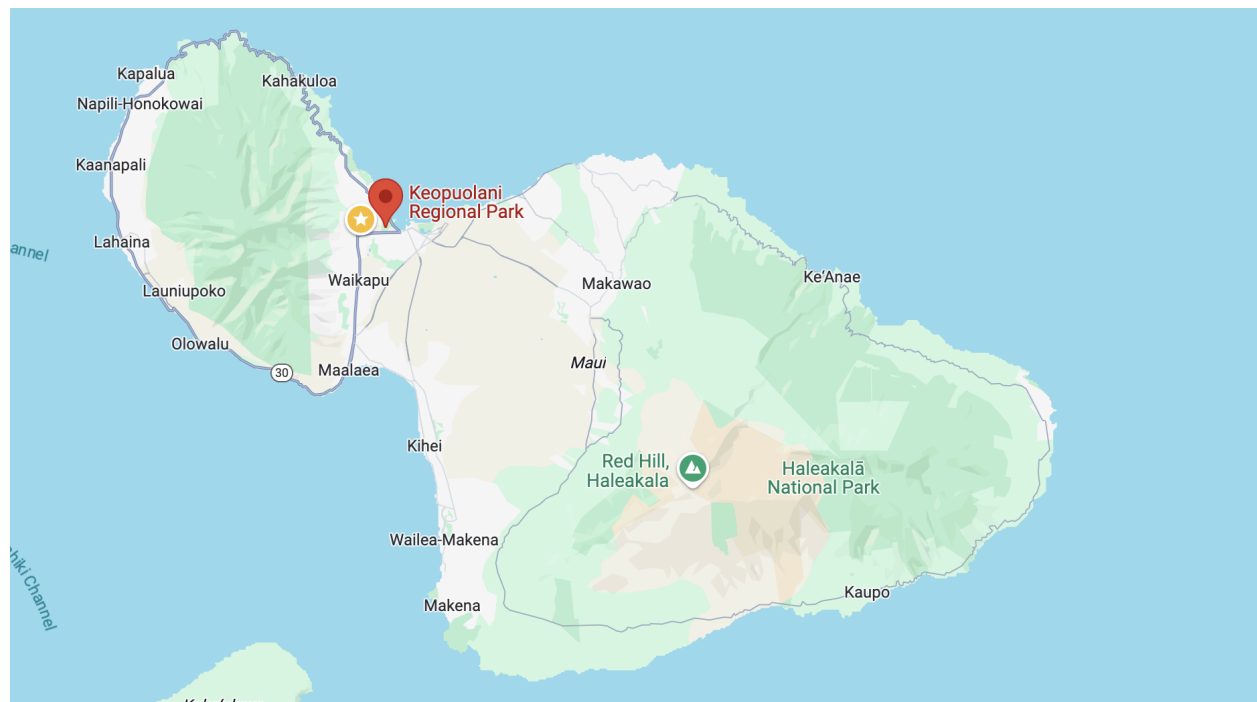 Kapalua
Kahakuloa
Napili-Honokowai
Kaanapali
Keopuolani
Regional Park
Lahaina
annel
Waikapu
Makawao
Ke'Anae
Launiupoko
Olowalu
30
Maalaea
Maui
Kihei
Red Hill,
Haleakala
Haleakalā
National Park
Wailea-Makena
hiki Channel
Kaupo
Makena